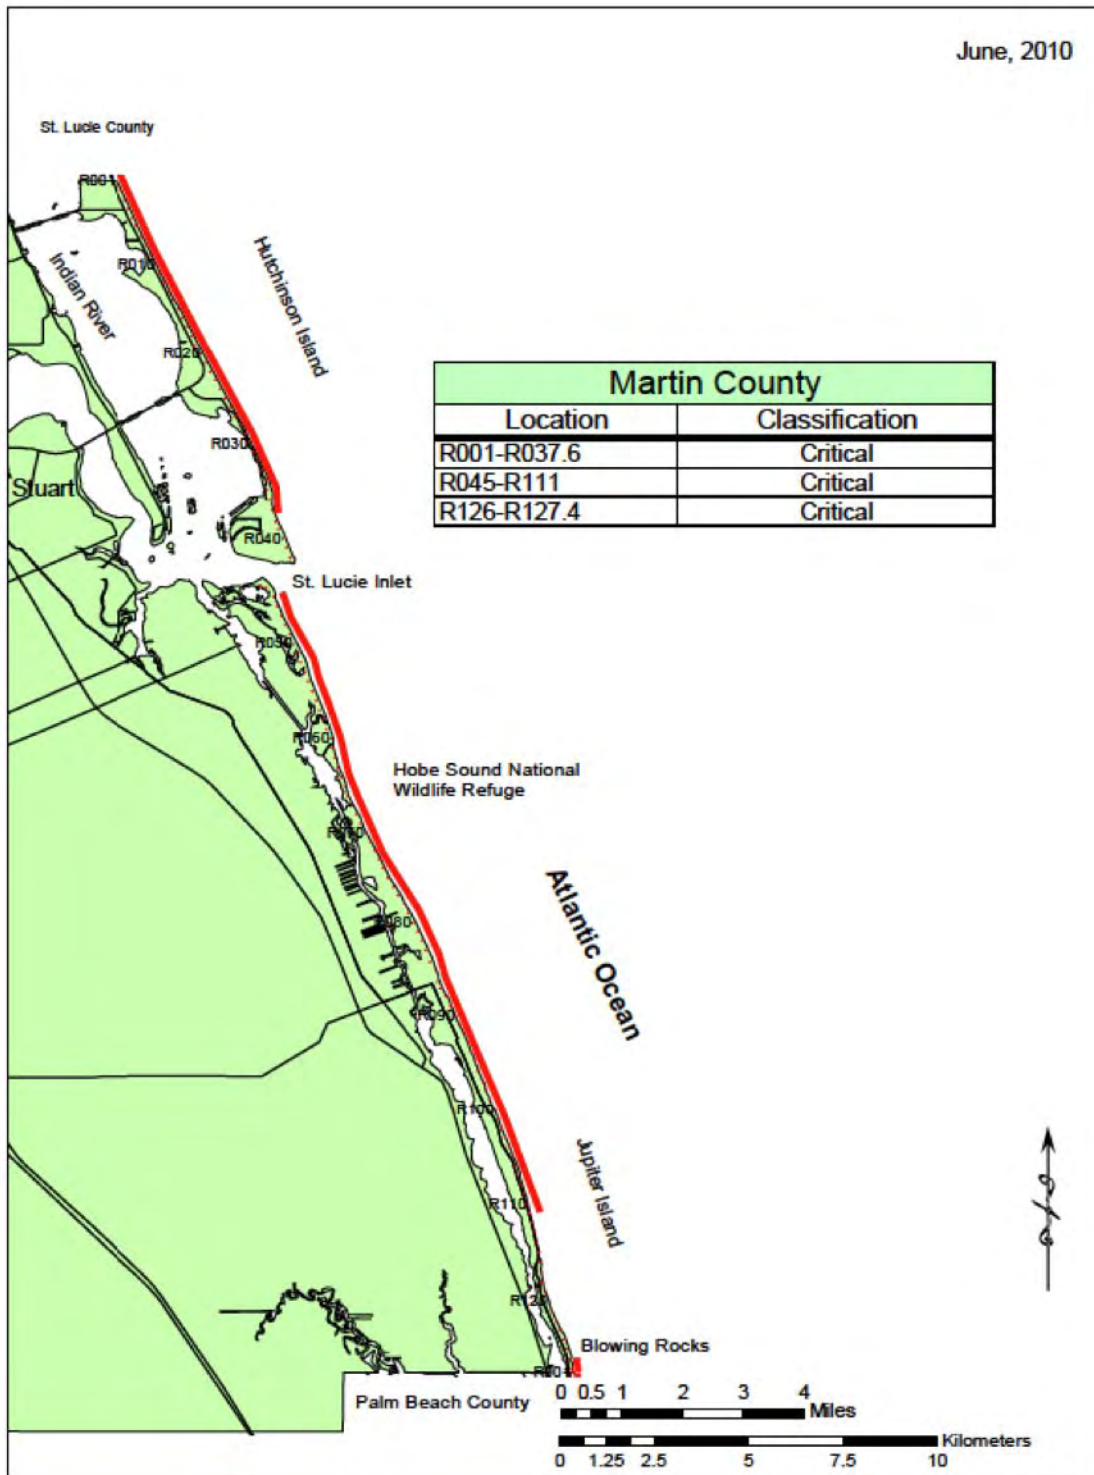 June, 2010
St. Lucie County
R001
Hutchinson Island
Indian River
R010
R020
Martin County
Location Classification
R001-R037.6 Critical
R045-R111 Critical
R126-R127.4 Critical
R030
Stuart
R040
St. Lucie Inlet
R050
R060
Hobe Sound National
Wildlife Refuge
R070
R080
Atlantic Ocean
R090
R100
Jupiter Island
R110
Blowing Rocks
Palm Beach County
0 0.5 1 2 3 4
Miles
Kilometers
0 1.25 2.5 5 7.5 10